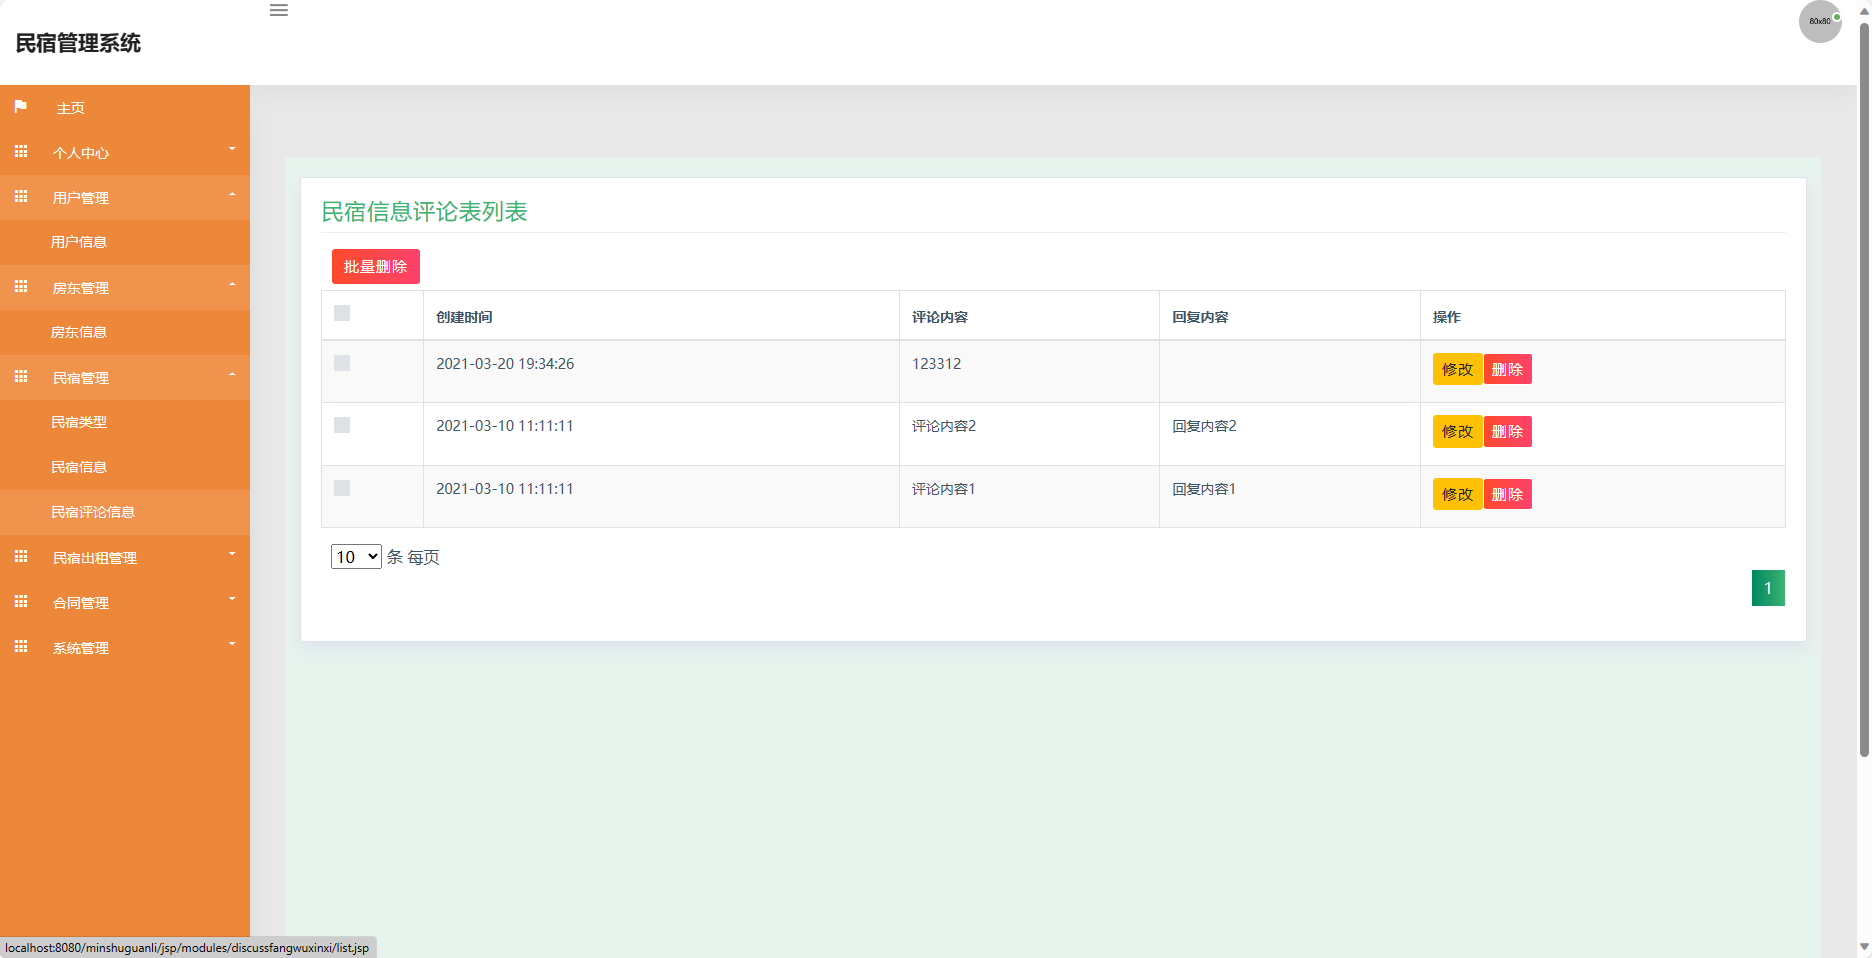 民宿管理系统
80x80
主页
个人中心
用户管理
用户信息
房东管理
房东信息
民宿管理
民宿类型
民宿信息
民宿评论信息
民宿出租管理
合同管理
系统管理
民宿信息评论表列表
批量删除
创建时间 评论内容 回复内容 操作
2021-03-20 19:34:26 123312 修改 删除
2021-03-10 11:11:11 评论内容2 回复内容2 修改 删除
2021-03-10 11:11:11 评论内容1 回复内容1 修改 删除
10 条 每页
1
localhost:8080/minshuguanli/jsp/modules/discussfangwuxinxi/list.jsp